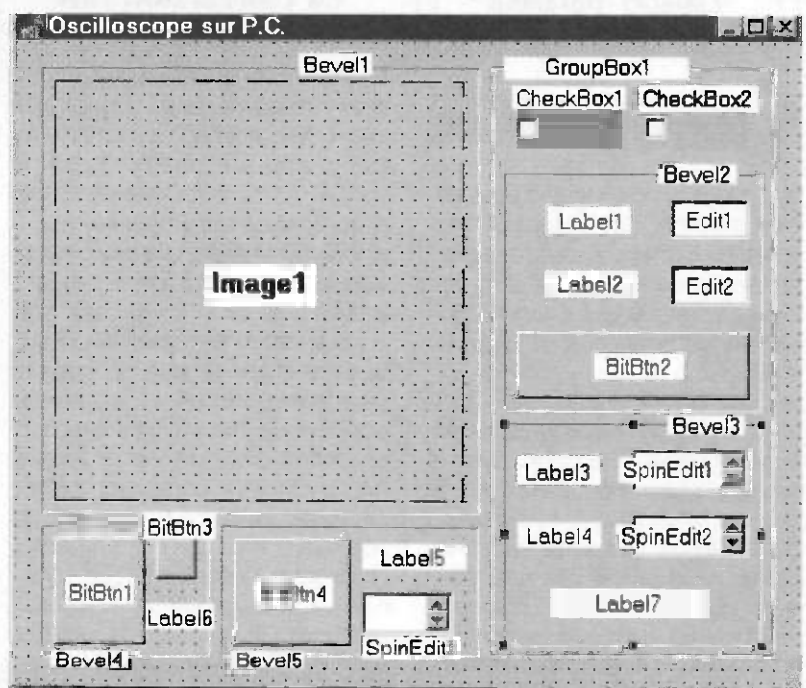 Oscilloscope sur P.C.
Bevel1
GroupBox1
CheckBox1 CheckBox2
Bevel2
Label1 Edit1
Image1
Label2 Edit2
BitBtn2
Bevel3
Label3 SpinEdit1
Label4 SpinEdit2
BitBtn3
Label5
BitBtn1
Label6
Label7
SpinEdit
Bevel4
Bevel5